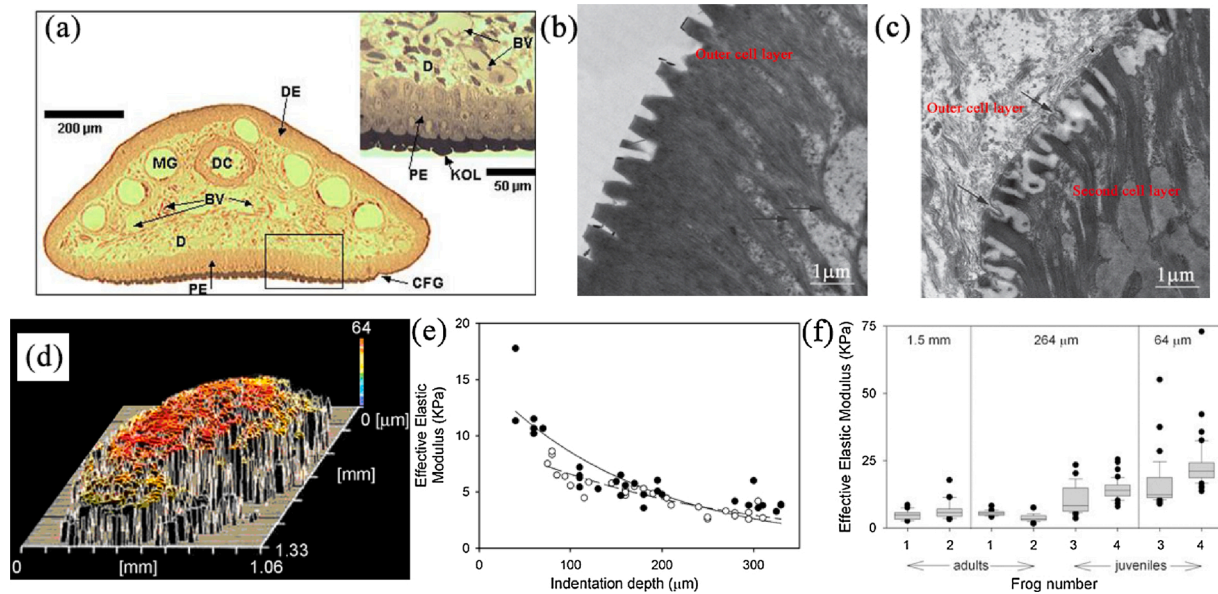 (a)
BV
D
DE
200 μm
MG
DC
BV
PE
KOL
50 μm
D
PE
CFG
(b)
Outer cell layer
1μm
(c)
Outer cell layer
Second cell layer
1μm
(d)
64
0 [μm]
[mm]
1.33
0
[mm]
1.06
(e)
20
15
10
5
0
Effective Elastic
Modulus (KPa)
0
100
200
300
Indentation depth (μm)
(f)
75
50
25
0
Effective Elastic Modulus (KPa)
1.5 mm
264 μm
64 μm
1 2 1 2 3 4 3 4
adults
juveniles
Frog number